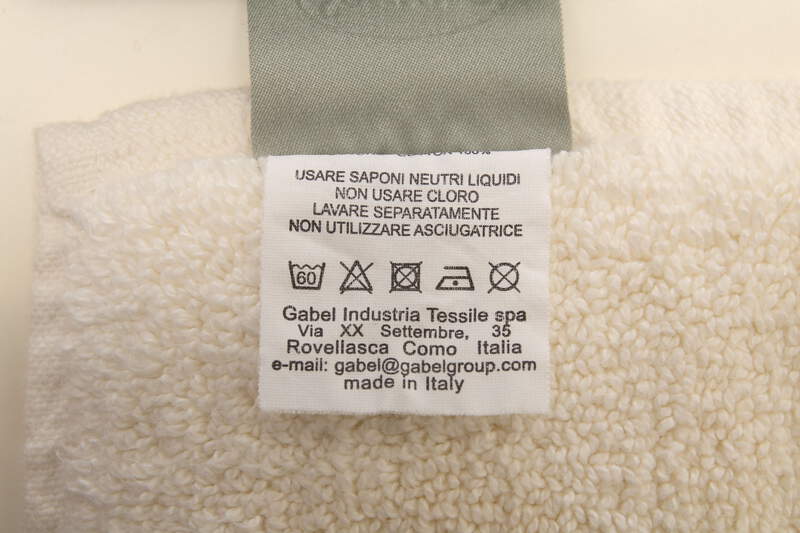 100%
USARE SAPONI NEUTRI LIQUIDI
NON USARE CLORO
LAVARE SEPARATAMENTE
NON UTILIZZARE ASCIUGATRICE
60
Gabel Industria Tessile spa
Via XX Settembre, 35
Rovellasca Como Italia
e-mail: gabel@gabelgroup.com
made in Italy